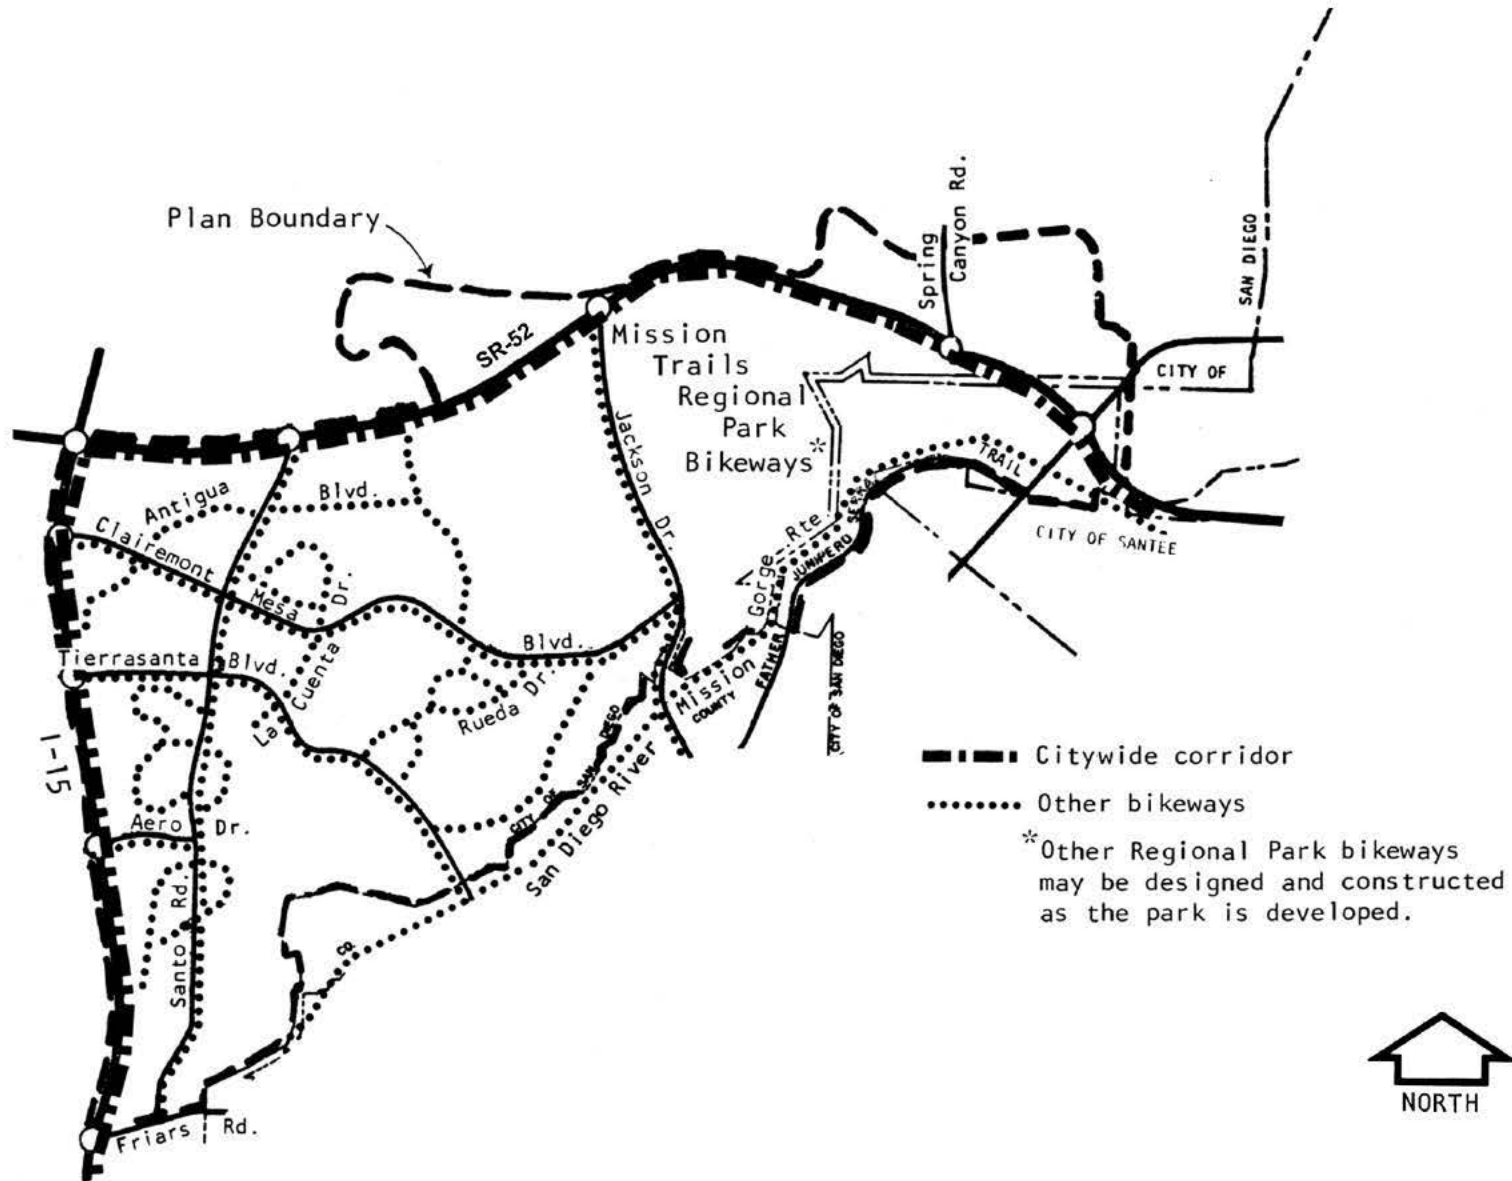 Plan Boundary
Spring
Canyon Rd.
SAN DIEGO
SR-52
Mission
Trails
Regional
Park
Bikeways*
CITY OF
Jackson Dr.
Antigua Blvd.
TRAIL
SERRA
CITY OF SANTEE
Clairemont Mesa Blvd.
Gorge Rte
JUNIPERO
FATHER
Tierrasanta Blvd.
La Cuenta Dr.
Rueda Dr.
Mission
COUNTY
CITY OF SAN DIEGO
CITY OF SAN DIEGO
San Diego River
I-15
Aero Dr.
Santo Rd.
CO.
Friars Rd.
Citywide corridor
Other bikeways
*Other Regional Park bikeways
may be designed and constructed
as the park is developed.
NORTH